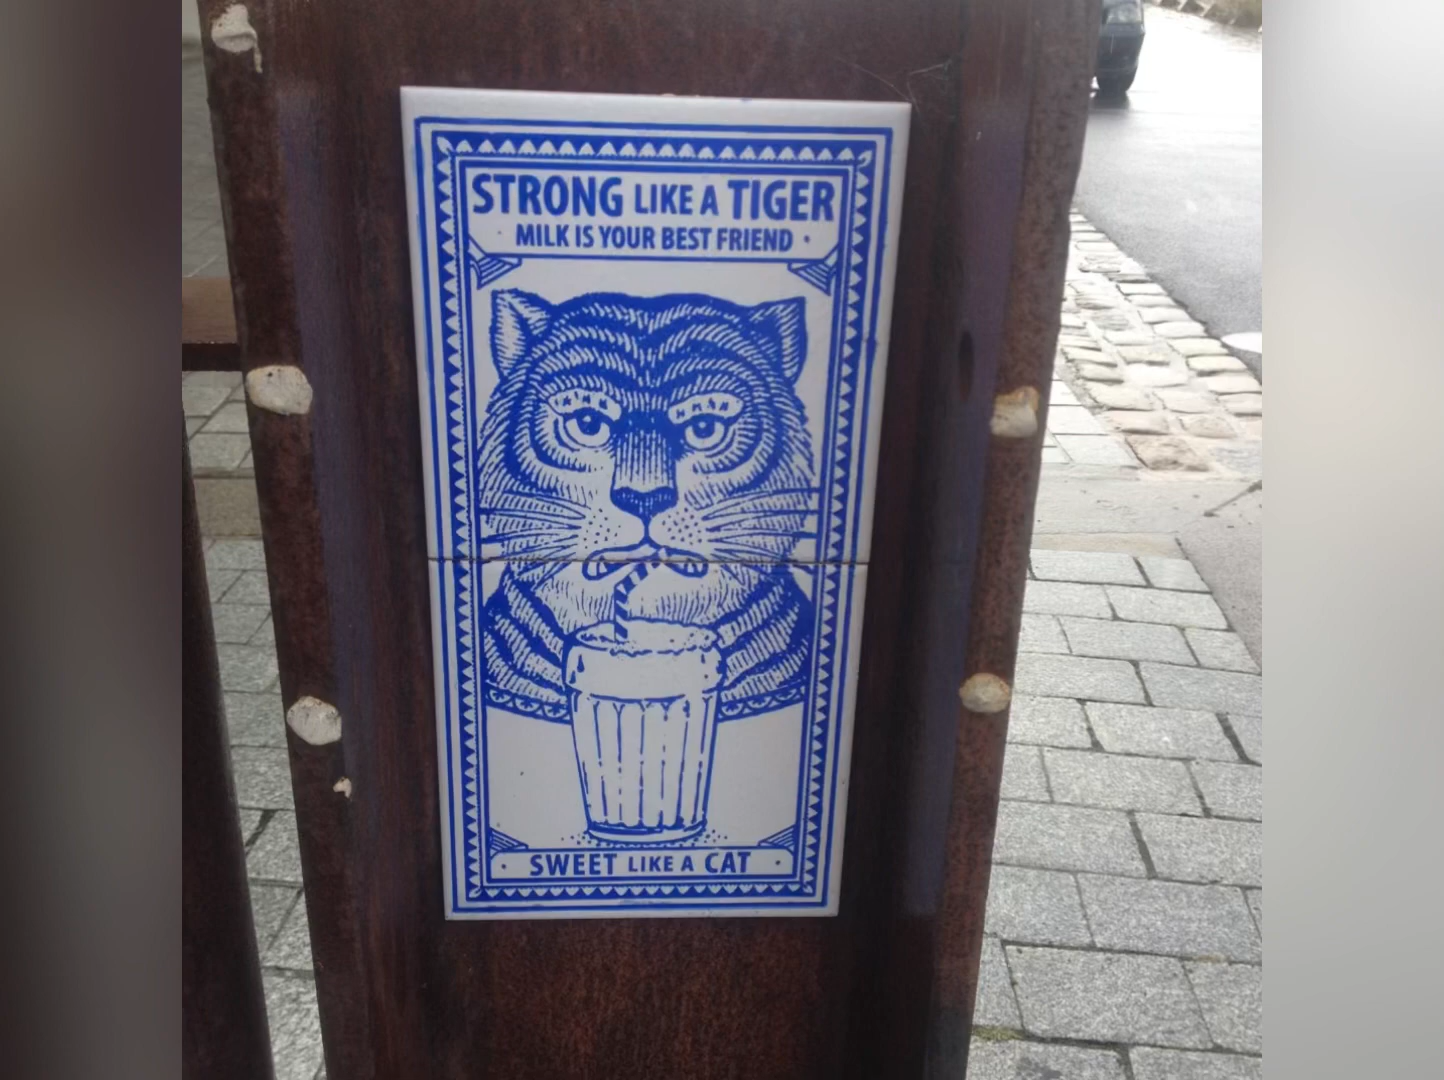 STRONG LIKE A TIGER
· MILK IS YOUR BEST FRIEND ·
· SWEET LIKE A CAT ·